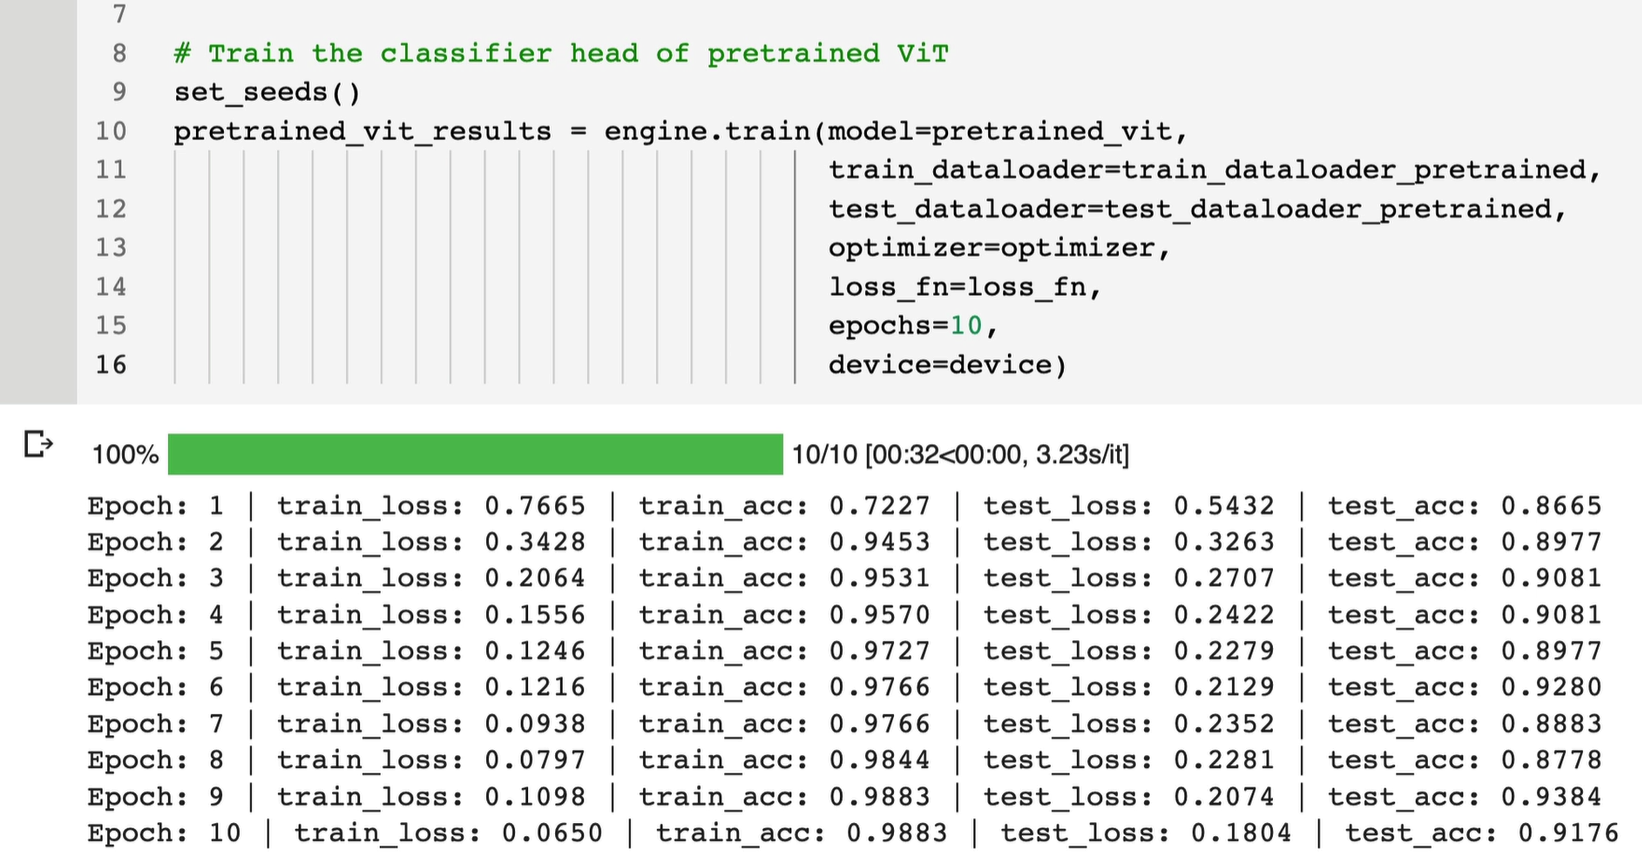 7
8 # Train the classifier head of pretrained ViT
9 set_seeds()
10 pretrained_vit_results = engine.train(model=pretrained_vit,
11 train_dataloader=train_dataloader_pretrained,
12 test_dataloader=test_dataloader_pretrained,
13 optimizer=optimizer,
14 loss_fn=loss_fn,
15 epochs=10,
16 device=device)
100% 10/10 [00:32<00:00, 3.23s/it]
Epoch: 1 | train_loss: 0.7665 | train_acc: 0.7227 | test_loss: 0.5432 | test_acc: 0.8665
Epoch: 2 | train_loss: 0.3428 | train_acc: 0.9453 | test_loss: 0.3263 | test_acc: 0.8977
Epoch: 3 | train_loss: 0.2064 | train_acc: 0.9531 | test_loss: 0.2707 | test_acc: 0.9081
Epoch: 4 | train_loss: 0.1556 | train_acc: 0.9570 | test_loss: 0.2422 | test_acc: 0.9081
Epoch: 5 | train_loss: 0.1246 | train_acc: 0.9727 | test_loss: 0.2279 | test_acc: 0.8977
Epoch: 6 | train_loss: 0.1216 | train_acc: 0.9766 | test_loss: 0.2129 | test_acc: 0.9280
Epoch: 7 | train_loss: 0.0938 | train_acc: 0.9766 | test_loss: 0.2352 | test_acc: 0.8883
Epoch: 8 | train_loss: 0.0797 | train_acc: 0.9844 | test_loss: 0.2281 | test_acc: 0.8778
Epoch: 9 | train_loss: 0.1098 | train_acc: 0.9883 | test_loss: 0.2074 | test_acc: 0.9384
Epoch: 10 | train_loss: 0.0650 | train_acc: 0.9883 | test_loss: 0.1804 | test_acc: 0.9176